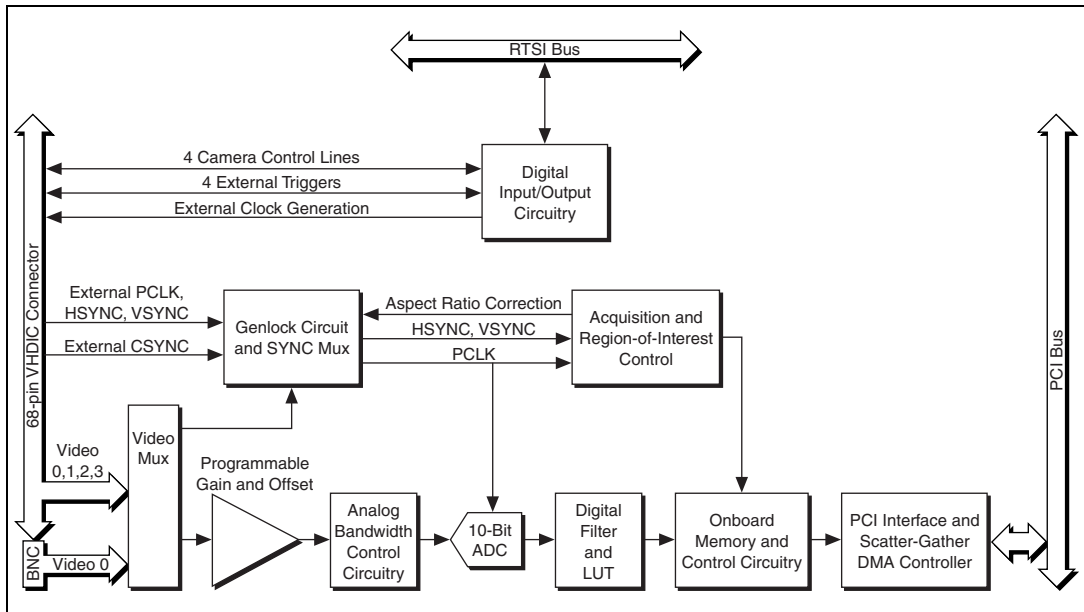 RTSI Bus
68-pin VHDIC Connector
4 Camera Control Lines
4 External Triggers
External Clock Generation
Digital
Input/Output
Circuitry
PCI Bus
External PCLK,
HSYNC, VSYNC
External CSYNC
Genlock Circuit
and SYNC Mux
Aspect Ratio Correction
HSYNC, VSYNC
PCLK
Acquisition and
Region-of-Interest
Control
Video
0,1,2,3
Video
Mux
Programmable
Gain and Offset
Analog
Bandwidth
Control
Circuitry
10-Bit
ADC
Digital
Filter
and
LUT
Onboard
Memory and
Control Circuitry
PCI Interface and
Scatter-Gather
DMA Controller
BNC
Video 0